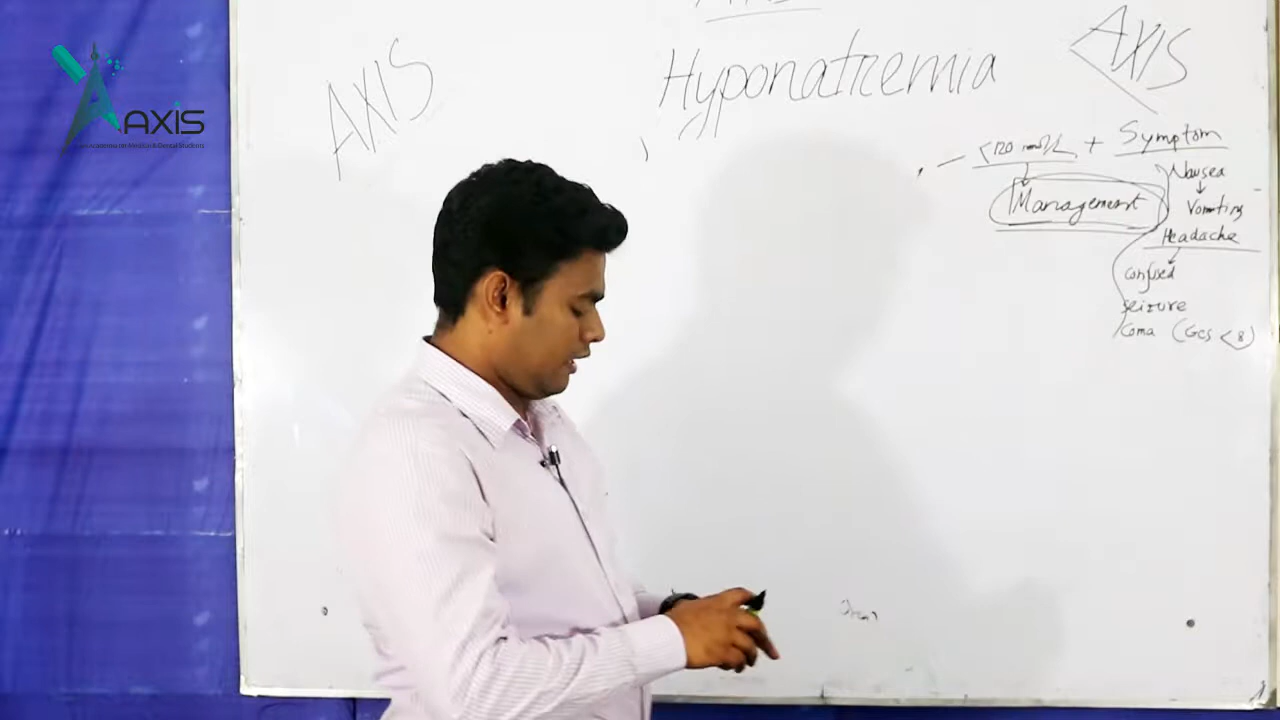 AXIS
AXIS
Hyponatremia
AXIS
<120 mmol/L + Symptom
Management
Nausea
Vomiting
Headache
Confused
Seizure
Coma (GCS <8)